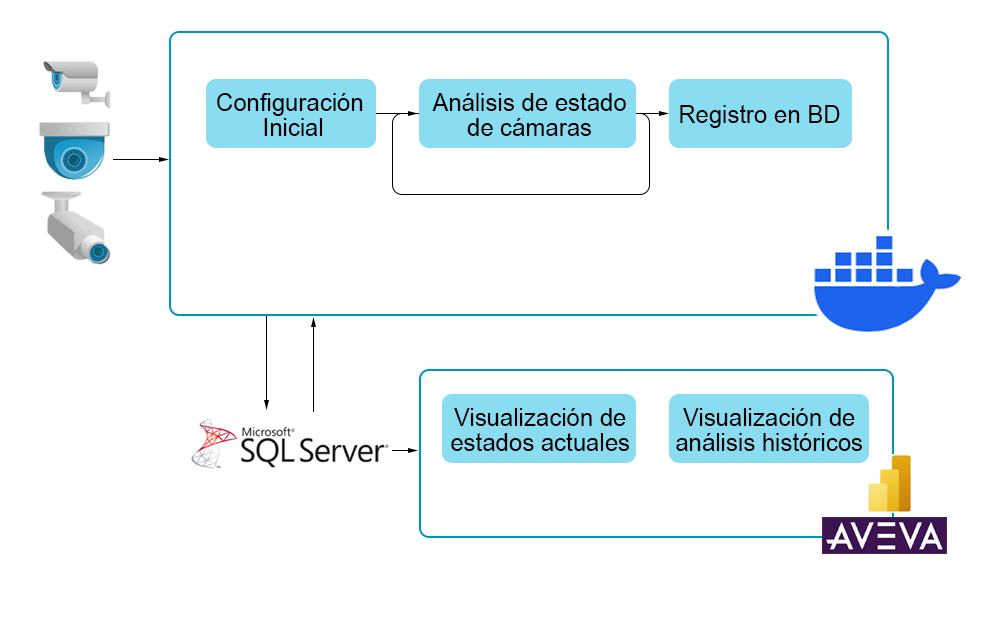 Configuración
Inicial
Análisis de estado
de cámaras
Registro en BD
Microsoft®
SQL Server®
Visualización de
estados actuales
Visualización de
análisis históricos
AVEVA